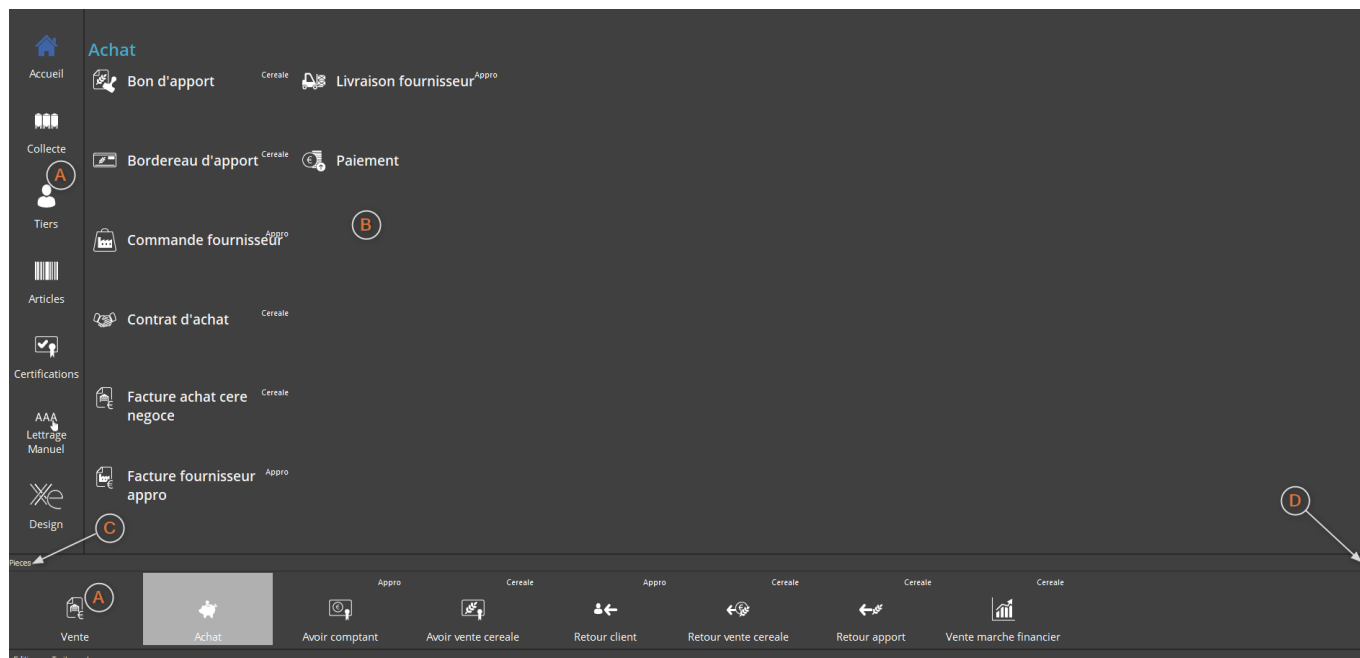 Accueil
Collecte
A
Tiers
Articles
Certifications
AAA
Lettrage
Manuel
Xe
Design
Achat
Bon d'apport Cereale
Livraison fournisseur Appro
Bordereau d'apport Cereale
Paiement
B
Commande fournisseur Appro
Contrat d'achat Cereale
Facture achat cere Cereale
negoce
Facture fournisseur Appro
appro
C
D
Pieces
A
Vente
Achat
Appro
Avoir comptant
Cereale
Avoir vente cereale
Appro
Retour client
Cereale
Retour vente cereale
Cereale
Retour apport
Cereale
Vente marche financier